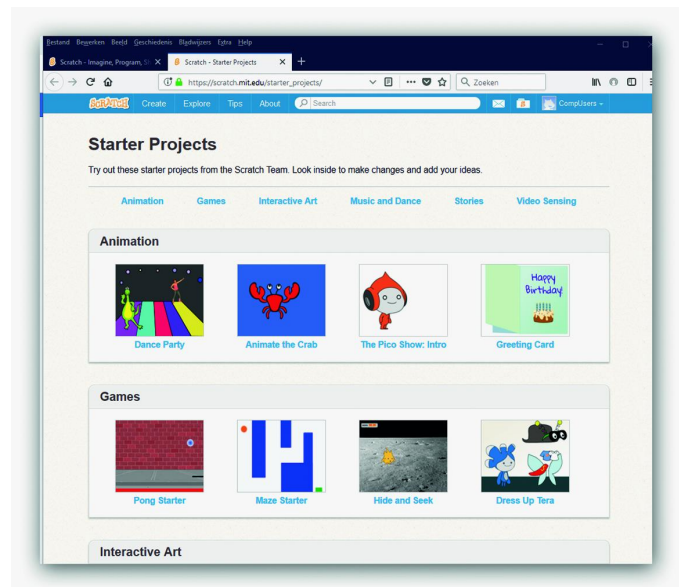 Bestand Bewerken Beeld Geschiedenis Bladwijzers Extra Help
Scratch - Imagine, Program, S
Scratch - Starter Projects
https://scratch.mit.edu/starter_projects/
Zoeken
SCRATCH Create Explore Tips About Search CompUsers
Starter Projects
Try out these starter projects from the Scratch Team. Look inside to make changes and add your ideas.
Animation Games Interactive Art Music and Dance Stories Video Sensing
Animation
Happy
Birthday!
Dance Party Animate the Crab The Pico Show: Intro Greeting Card
Games
Pong Starter Maze Starter Hide and Seek Dress Up Tera
Interactive Art